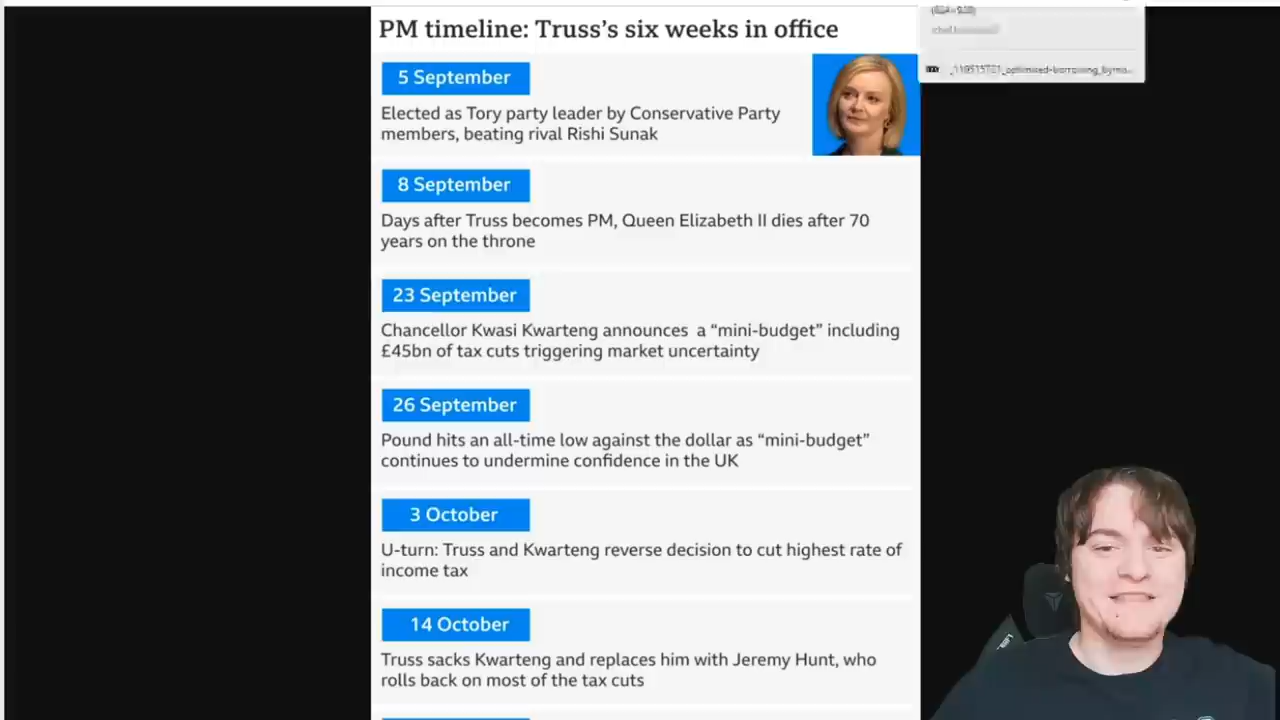 PM timeline: Truss's six weeks in office
5 September
Elected as Tory party leader by Conservative Party
members, beating rival Rishi Sunak
8 September
Days after Truss becomes PM, Queen Elizabeth II dies after 70
years on the throne
23 September
Chancellor Kwasi Kwarteng announces a “mini-budget” including
£45bn of tax cuts triggering market uncertainty
26 September
Pound hits an all-time low against the dollar as “mini-budget”
continues to undermine confidence in the UK
3 October
U-turn: Truss and Kwarteng reverse decision to cut highest rate of
income tax
14 October
Truss sacks Kwarteng and replaces him with Jeremy Hunt, who
rolls back on most of the tax cuts